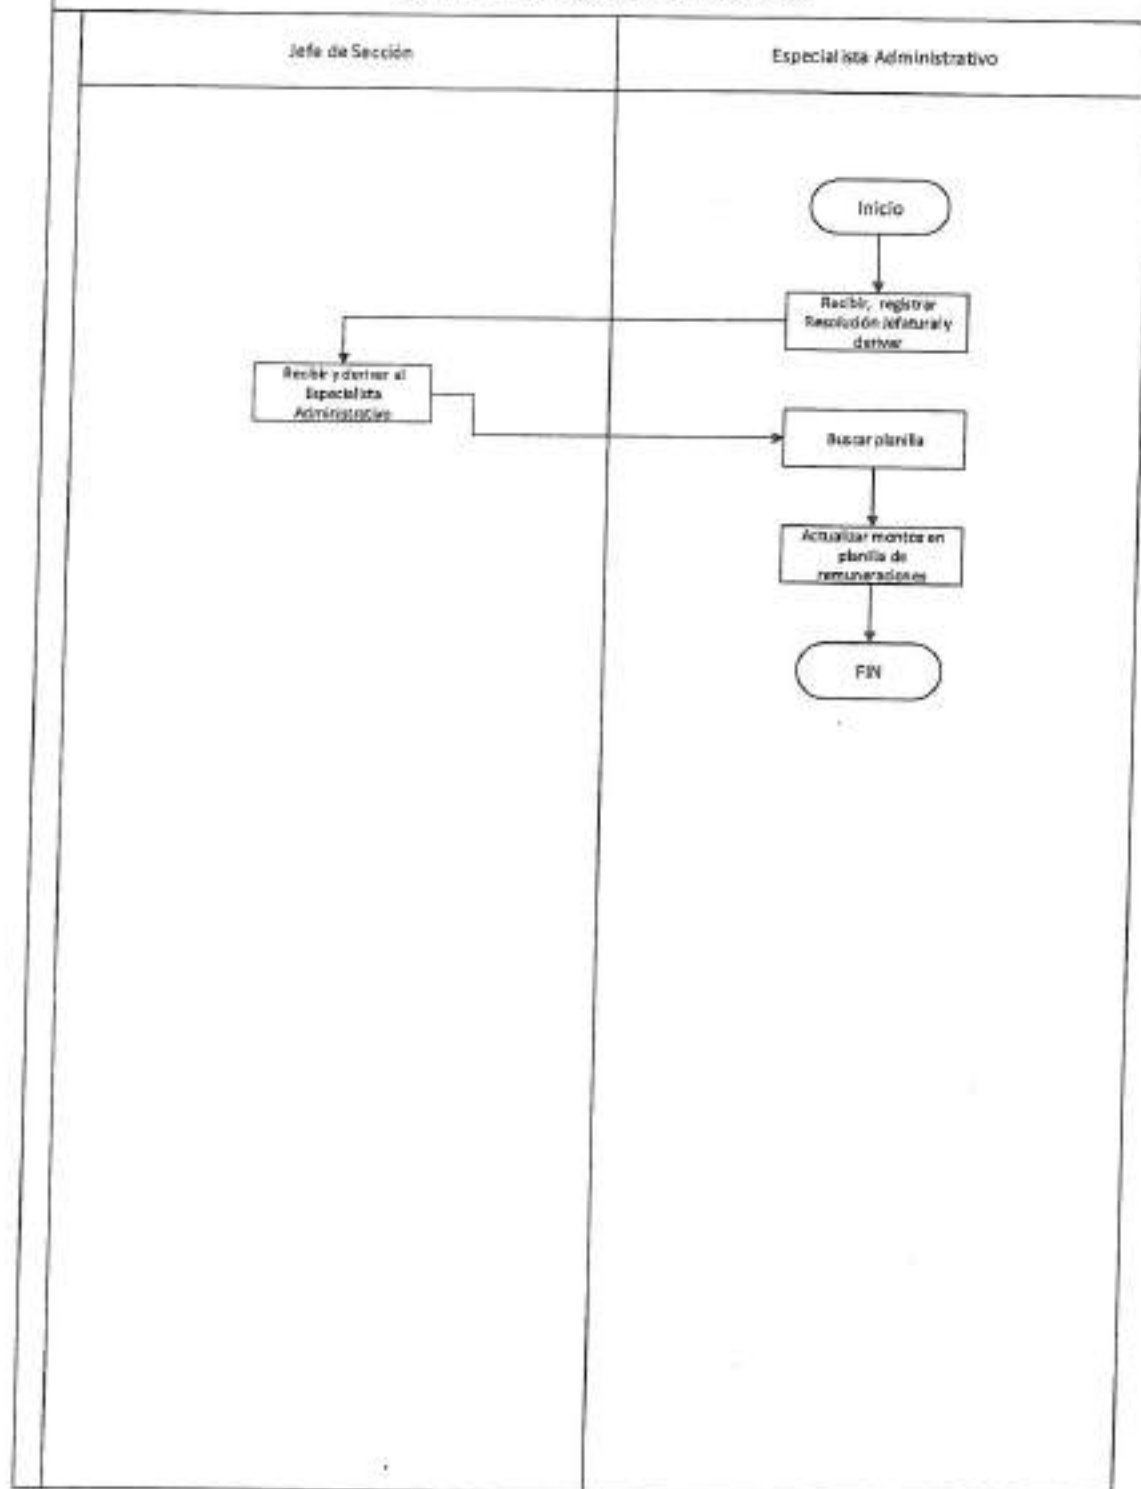 Jefe de Sección
Especialista Administrativo
Inicio
Recibir, registrar
Resolución Jefatural y
derivar
Recibir y derivar al
Especialista
Administrativo
Buscar planilla
Actualizar montos en
planilla de
remuneraciones
FIN